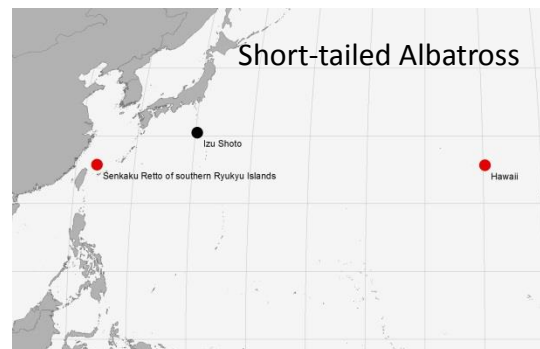 Short-tailed Albatross
Izu Shoto
Senkaku Retto of southern Ryukyu Islands
Hawaii